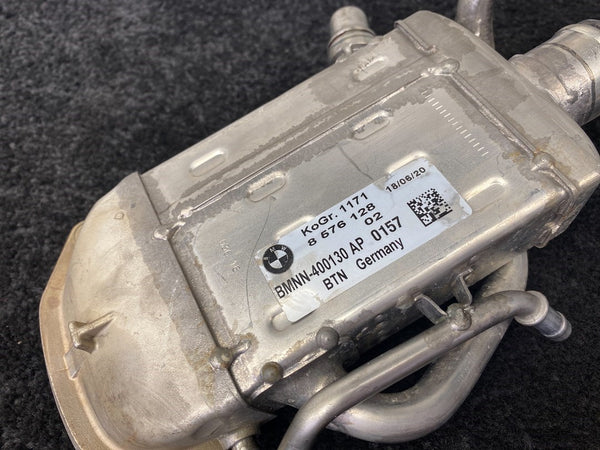 KoGr. 1171
18/06/20
8 576 128
02
BMNN-400130 AP 0157
BTN Germany